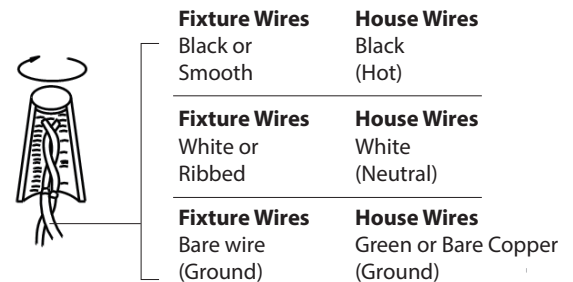 Fixture Wires House Wires
Black or Black
Smooth (Hot)
Fixture Wires House Wires
White or White
Ribbed (Neutral)
Fixture Wires House Wires
Bare wire Green or Bare Copper
(Ground) (Ground)